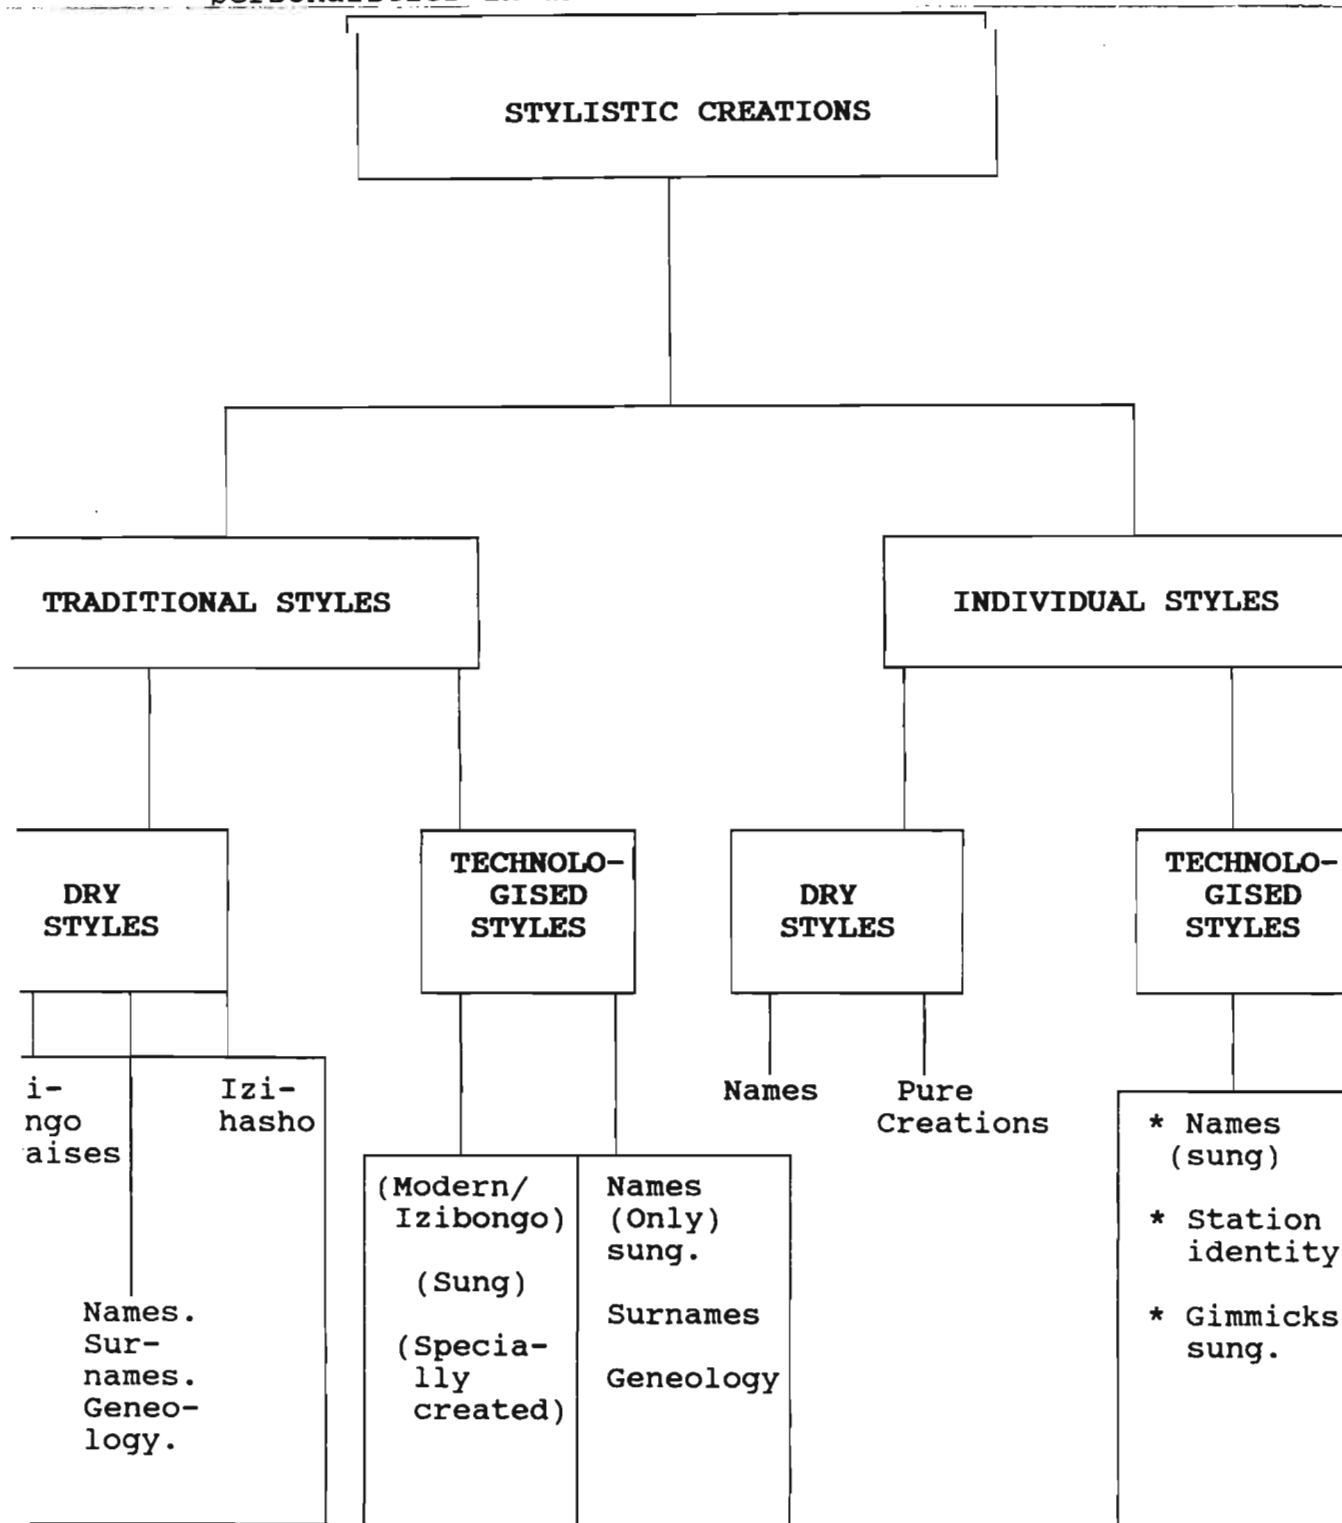 STYLISTIC CREATIONS
TRADITIONAL STYLES
INDIVIDUAL STYLES
DRY
STYLES
TECHNOLO-
GISED
STYLES
DRY
STYLES
TECHNOLO-
GISED
STYLES
i-
ngo
aises
Names.
Sur-
names.
Geneo-
logy.
Izi-
hasho
(Modern/
Izibongo)
(Sung)
(Specia-
lly
created)
Names
(Only)
sung.
Surnames
Geneology
Names
Pure
Creations
* Names
(sung)
* Station
identity
* Gimmicks
sung.